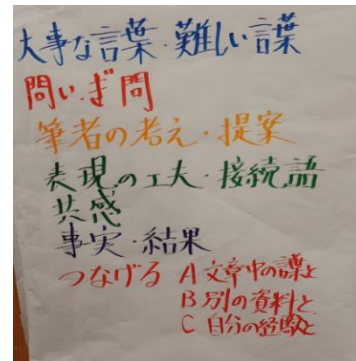 大事な言葉・難しい言葉
問い・ぎ問
筆者の考え・提案
表現の工夫・接続語
共感
事実・結果
つなげる A 文章中の言葉と
B 別の資料と
C 自分の経験と